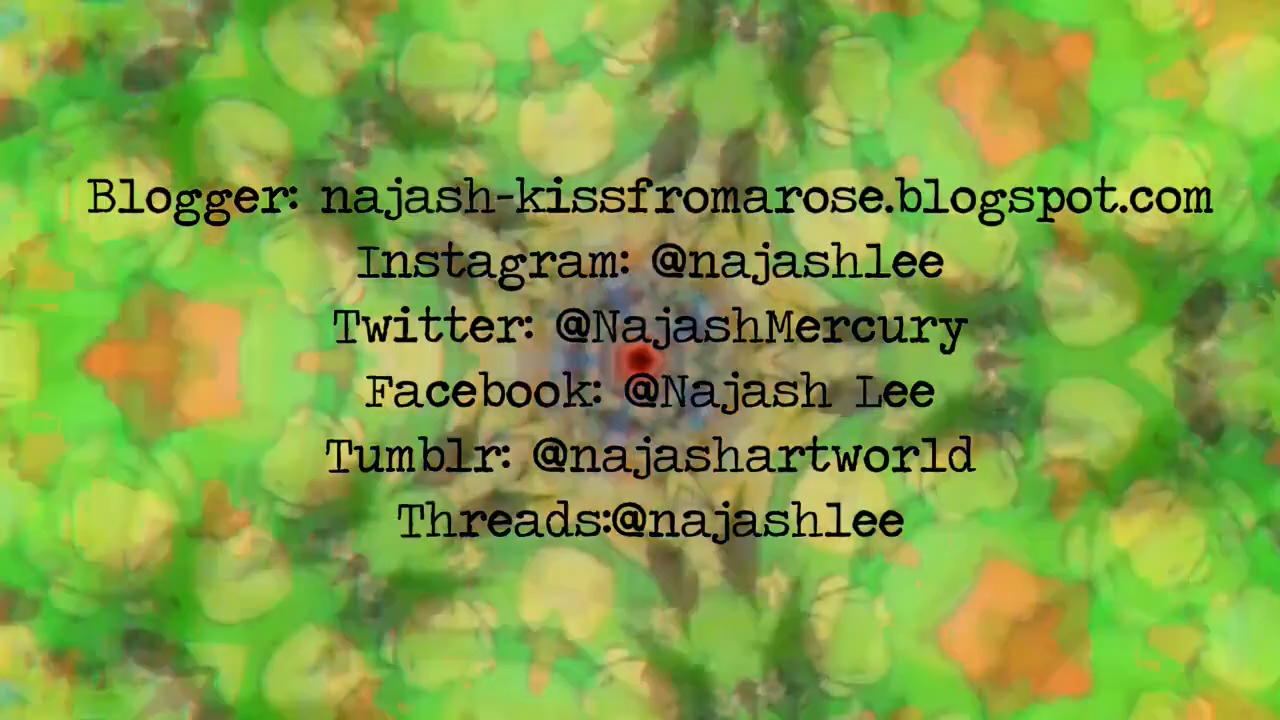 Blogger: najash-kissfromarose.blogspot.com
Instagram: @najashlee
Twitter: @NajashMercury
Facebook: @Najash Lee
Tumblr: @najashartworld
Threads:@najashlee